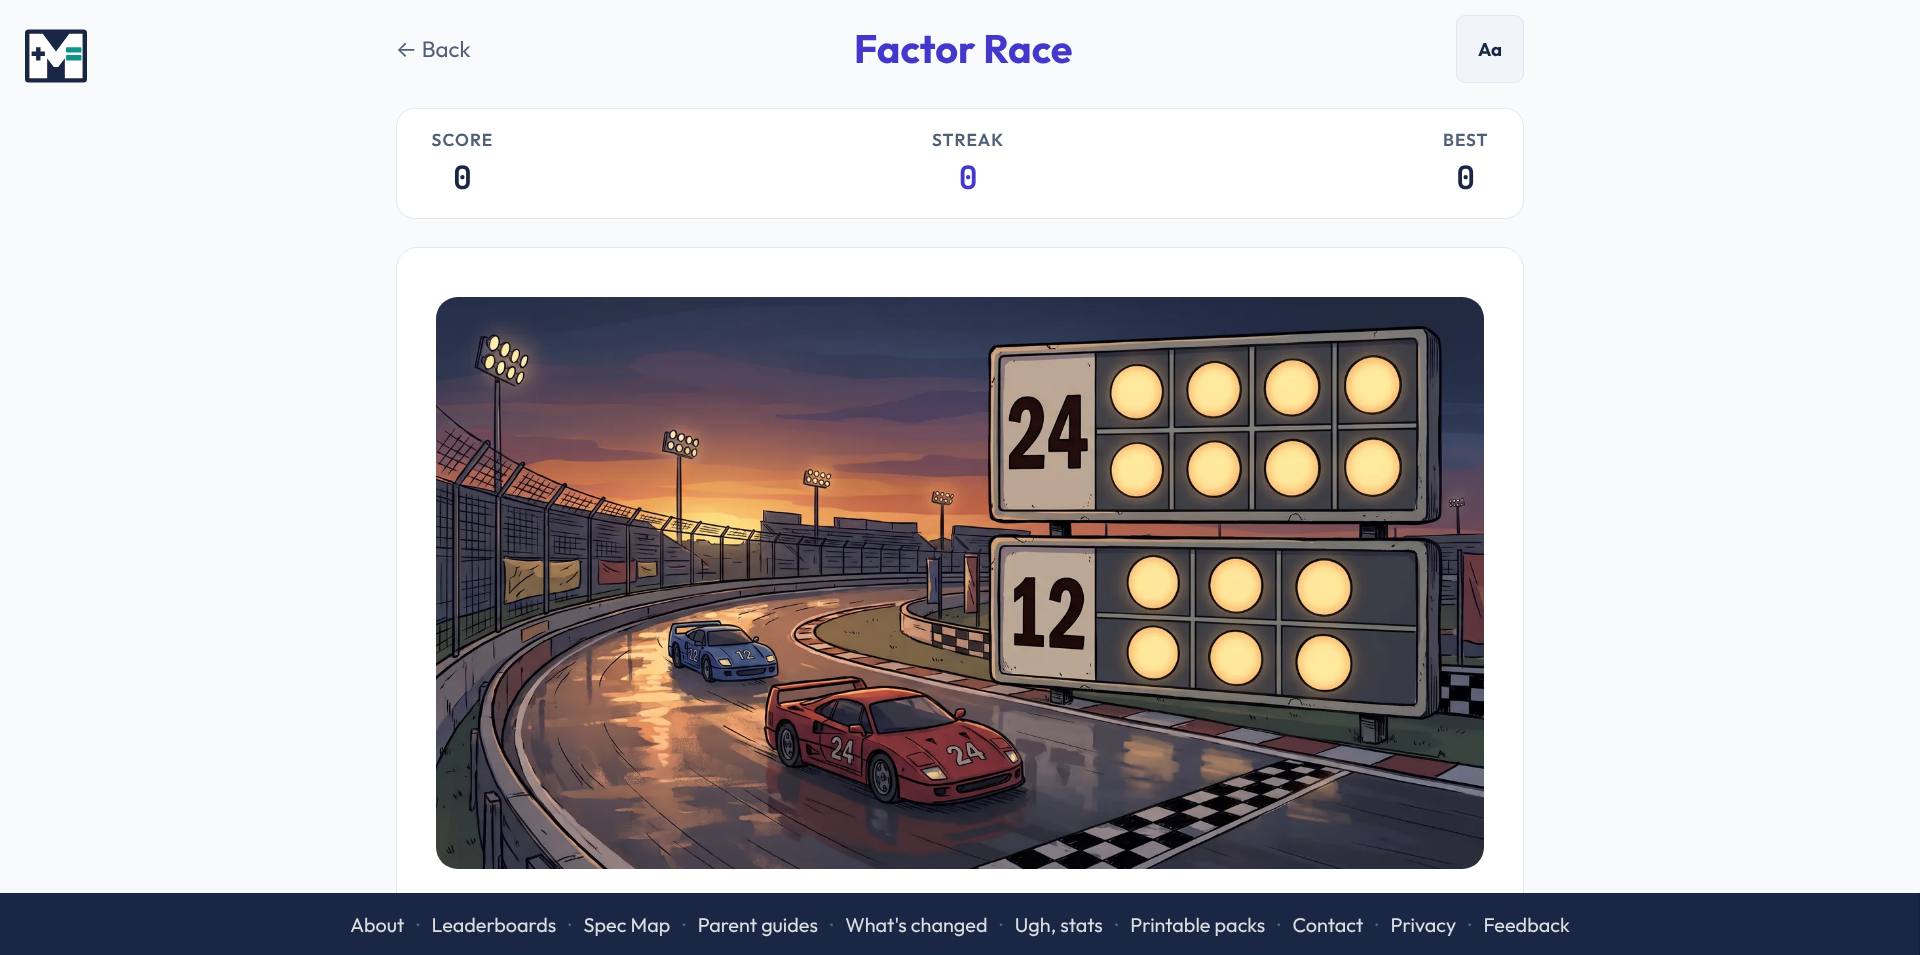 ← Back
Factor Race
Aa
SCORE
STREAK
BEST
0
0
0
24
12
22 12
24 24
About · Leaderboards · Spec Map · Parent guides · What's changed · Ugh, stats · Printable packs · Contact · Privacy · Feedback